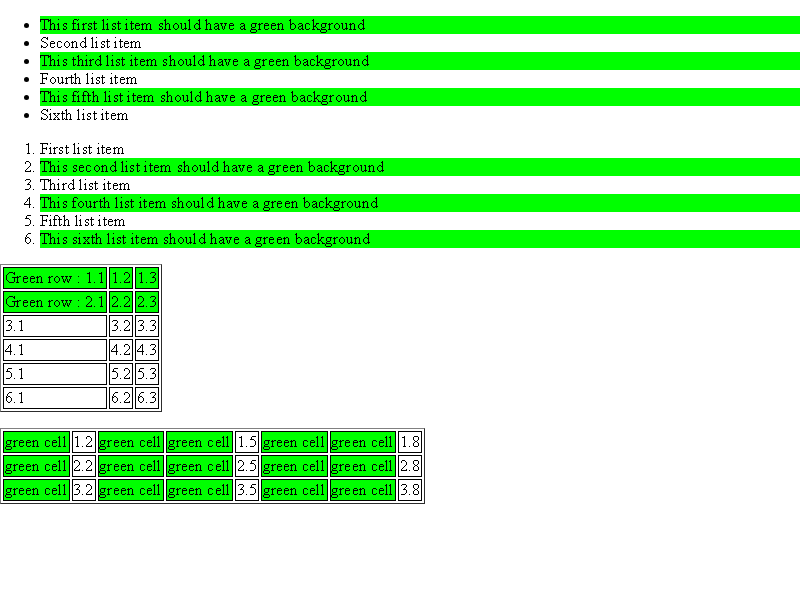 • This first list item should have a green background
• Second list item
• This third list item should have a green background
• Fourth list item
• This fifth list item should have a green background
• Sixth list item
1. First list item
2. This second list item should have a green background
3. Third list item
4. This fourth list item should have a green background
5. Fifth list item
6. This sixth list item should have a green background
Green row : 1.1 1.2 1.3
Green row : 2.1 2.2 2.3
3.1 3.2 3.3
4.1 4.2 4.3
5.1 5.2 5.3
6.1 6.2 6.3
green cell 1.2 green cell green cell 1.5 green cell green cell 1.8
green cell 2.2 green cell green cell 2.5 green cell green cell 2.8
green cell 3.2 green cell green cell 3.5 green cell green cell 3.8